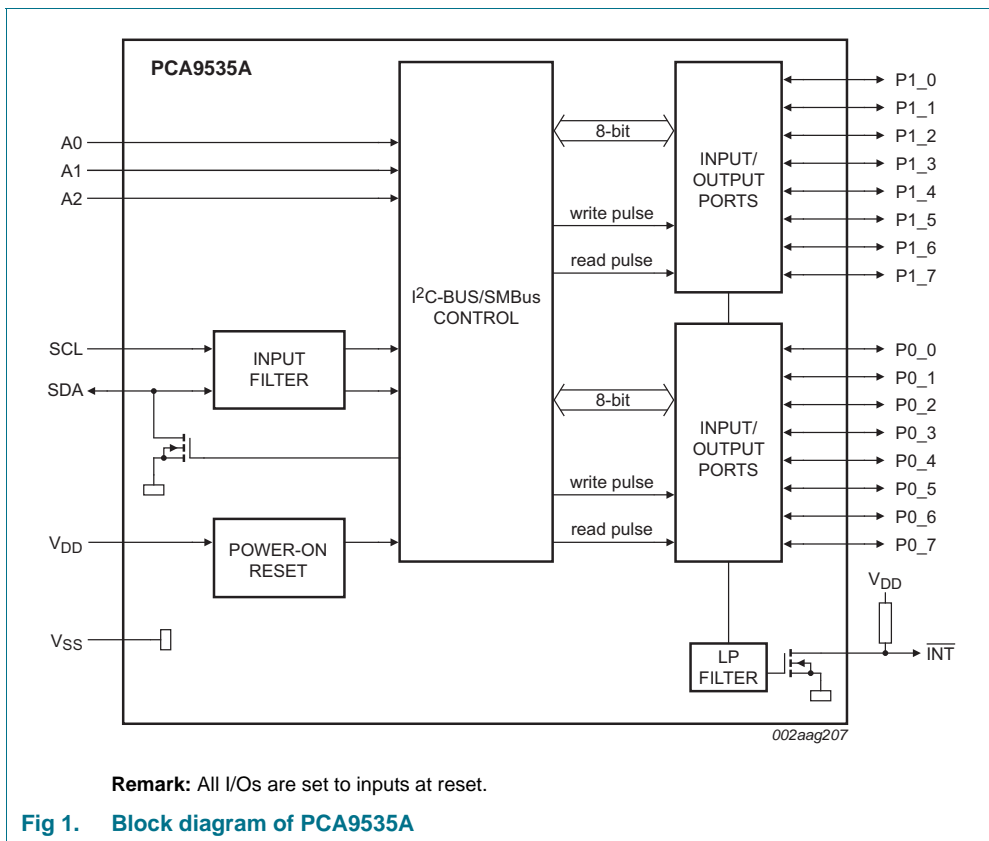 PCA9535A
A0
A1
A2
SCL
SDA
VDD
VSS
INPUT
FILTER
POWER-ON
RESET
I2C-BUS/SMBus
CONTROL
8-bit
write pulse
read pulse
INPUT/
OUTPUT
PORTS
P1_0
P1_1
P1_2
P1_3
P1_4
P1_5
P1_6
P1_7
8-bit
write pulse
read pulse
INPUT/
OUTPUT
PORTS
P0_0
P0_1
P0_2
P0_3
P0_4
P0_5
P0_6
P0_7
VDD
INT
LP
FILTER
002aag207
Remark: All I/Os are set to inputs at reset.
Fig 1. Block diagram of PCA9535A